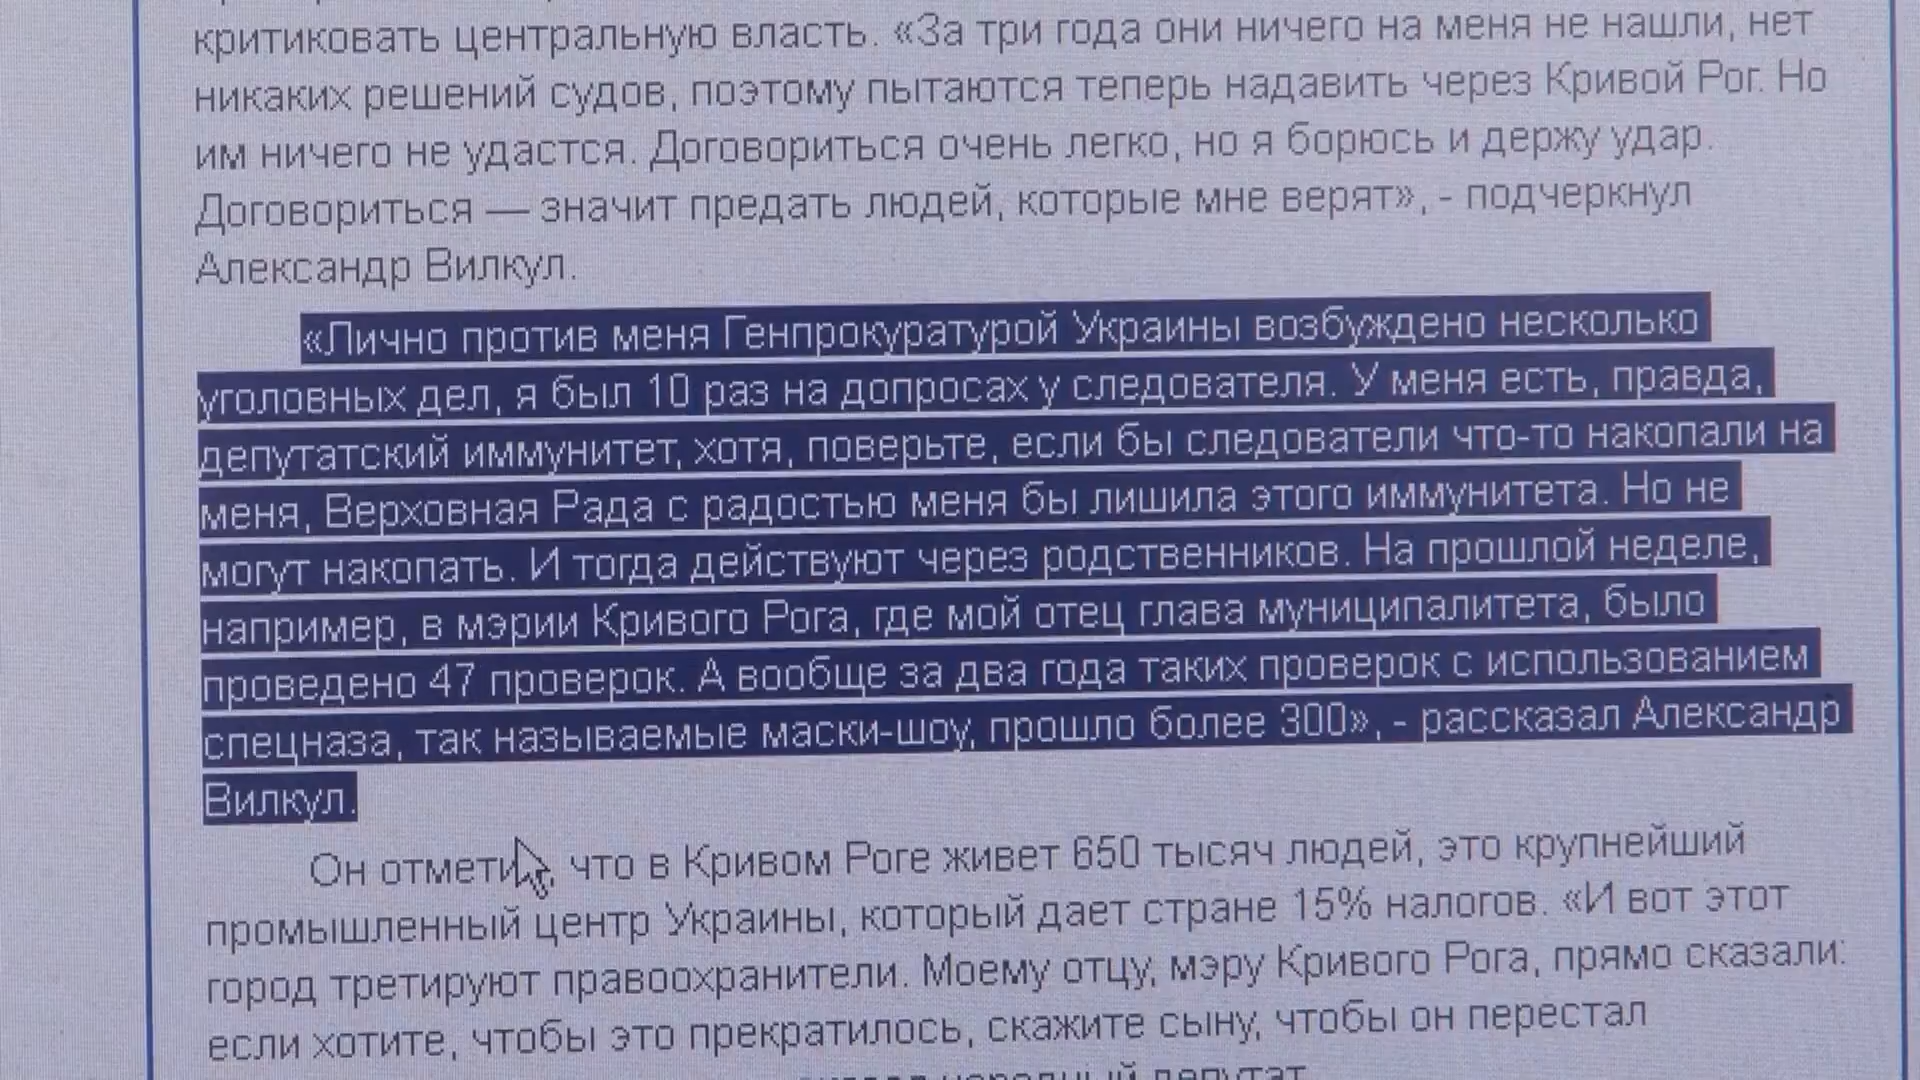 критиковать центральную власть. «За три года они ничего на меня не нашли, нет
никаких решений судов, поэтому пытаются теперь надавить через Кривой Рог. Но
им ничего не удастся. Договориться очень легко, но я борюсь и держу удар.
Договориться — значит предать людей, которые мне верят», - подчеркнул
Александр Вилкул.
«Лично против меня Генпрокуратурой Украины возбуждено несколько
уголовных дел, я был 10 раз на допросах у следователя. У меня есть, правда,
депутатский иммунитет, хотя, поверьте, если бы следователи что-то накопали на
меня, Верховная Рада с радостью меня бы лишила этого иммунитета. Но не
могут накопать. И тогда действуют через родственников. На прошлой неделе,
например, в мэрии Кривого Рога, где мой отец глава муниципалитета, было
проведено 47 проверок. А вообще за два года таких проверок с использованием
спецназа, так называемые маски-шоу, прошло более 300», - рассказал Александр
Вилкул.
Он отметил, что в Кривом Роге живет 650 тысяч людей, это крупнейший
промышленный центр Украины, который дает стране 15% налогов. «И вот этот
город третируют правоохранители. Моему отцу, мэру Кривого Рога, прямо сказали:
если хотите, чтобы это прекратилось, скажите сыну, чтобы он перестал
народный депутат